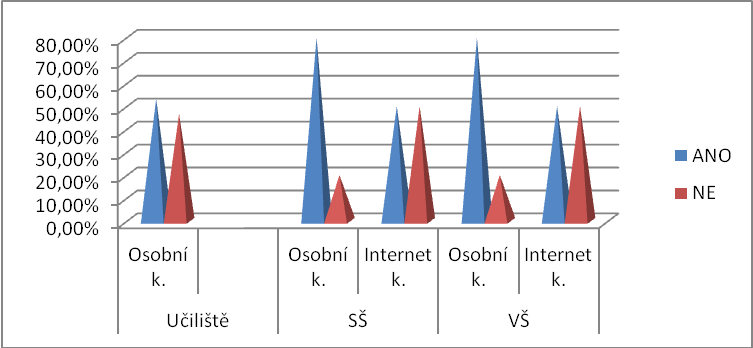 80,00%
70,00%
60,00%
50,00%
40,00%
30,00%
20,00%
10,00%
0,00%
Osobní k.
Osobní k.
Internet k.
Osobní k.
Internet k.
Učiliště
SŠ
VŠ
ANO
NE